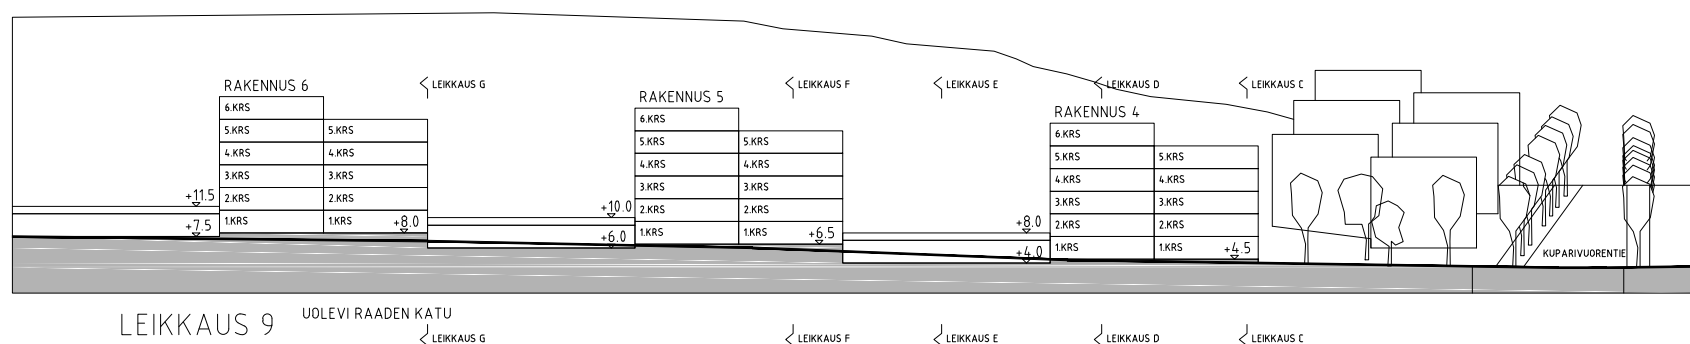 LEIKKAUS G
LEIKKAUS F
LEIKKAUS E
LEIKKAUS D
LEIKKAUS C
RAKENNUS 6
6.KRS
5.KRS 5.KRS
4.KRS 4.KRS
3.KRS 3.KRS
2.KRS 2.KRS
1.KRS 1.KRS
+11.5
+7.5
+8.0
RAKENNUS 5
6.KRS
5.KRS 5.KRS
4.KRS 4.KRS
3.KRS 3.KRS
2.KRS 2.KRS
1.KRS 1.KRS
+10.0
+6.0
+6.5
RAKENNUS 4
6.KRS
5.KRS 5.KRS
4.KRS 4.KRS
3.KRS 3.KRS
2.KRS 2.KRS
1.KRS 1.KRS
+8.0
+4.0
+4.5
KUPARIVUORENTIE
LEIKKAUS 9
UOLEVI RAADEN KATU
LEIKKAUS G
LEIKKAUS F
LEIKKAUS E
LEIKKAUS D
LEIKKAUS C